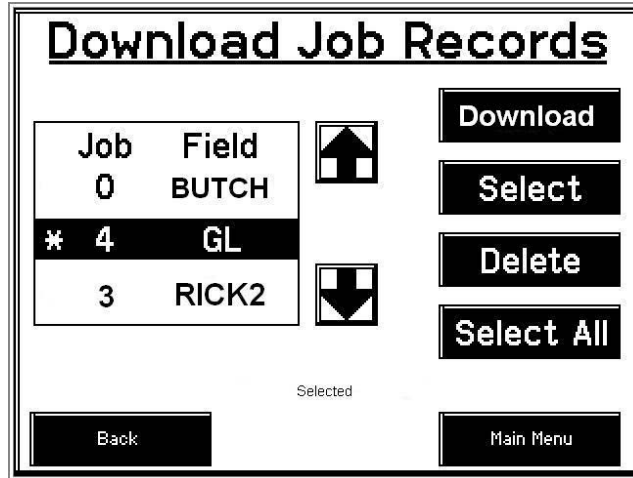 Download Job Records
Job Field
0 BUTCH
* 4 GL
3 RICK2
Download
Select
Delete
Select All
Selected
Back
Main Menu